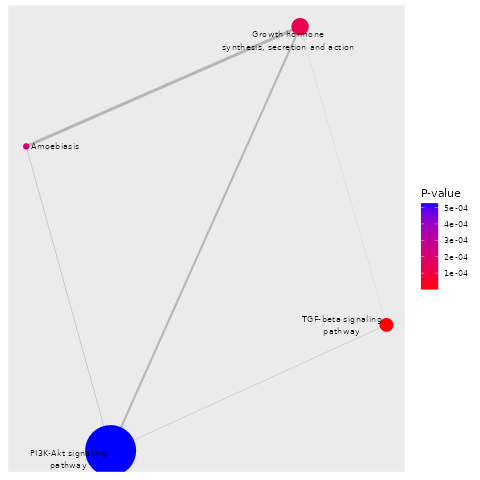 Growth hormone
synthesis, secretion and action
Amoebiasis
TGF-beta signaling
pathway
PI3K-Akt signaling
pathway
P-value
5e-04
4e-04
3e-04
2e-04
1e-04